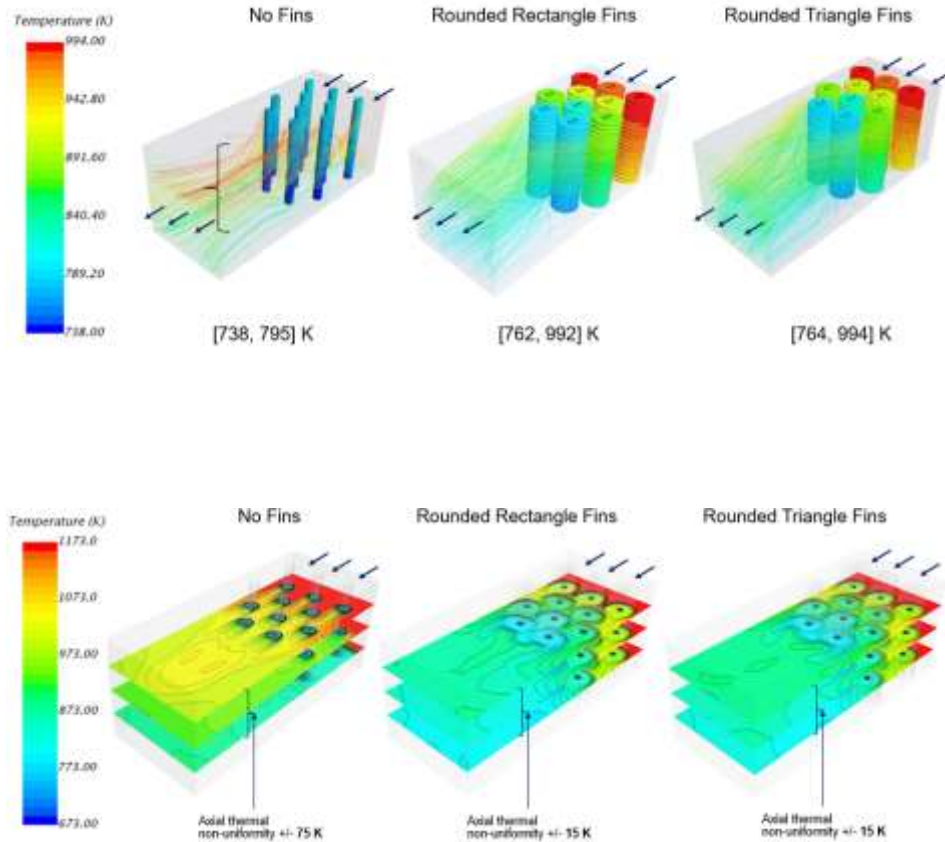 Temperature (K)
No Fins
Rounded Rectangle Fins
Rounded Triangle Fins
994.00
942.80
891.60
840.40
789.20
738.00
[738, 795] K
[762, 992] K
[764, 994] K
Temperature (K)
No Fins
Rounded Rectangle Fins
Rounded Triangle Fins
1173.0
1073.0
973.00
873.00
773.00
673.00
Axial thermal
non-uniformity +/- 75 K
Axial thermal
non-uniformity +/- 15 K
Axial thermal
non-uniformity +/- 15 K